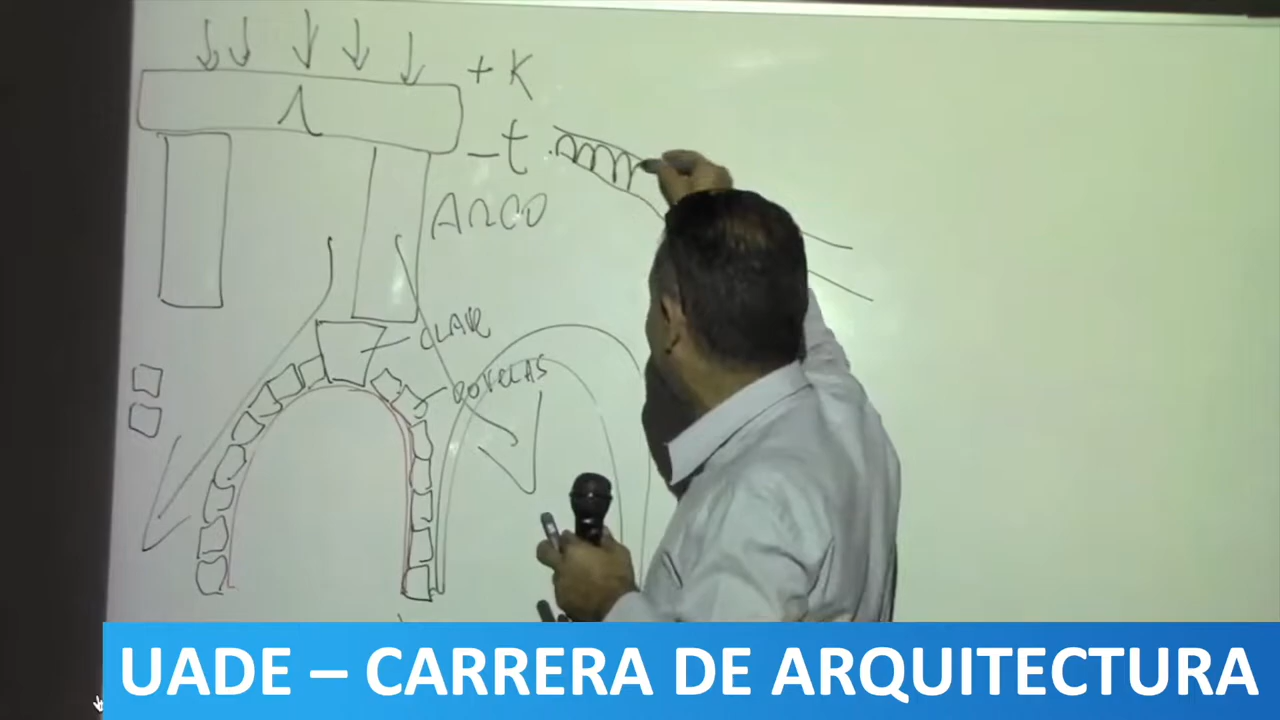 + K
- t
ARCO
CLAVE
DOVELAS
UADE – CARRERA DE ARQUITECTURA